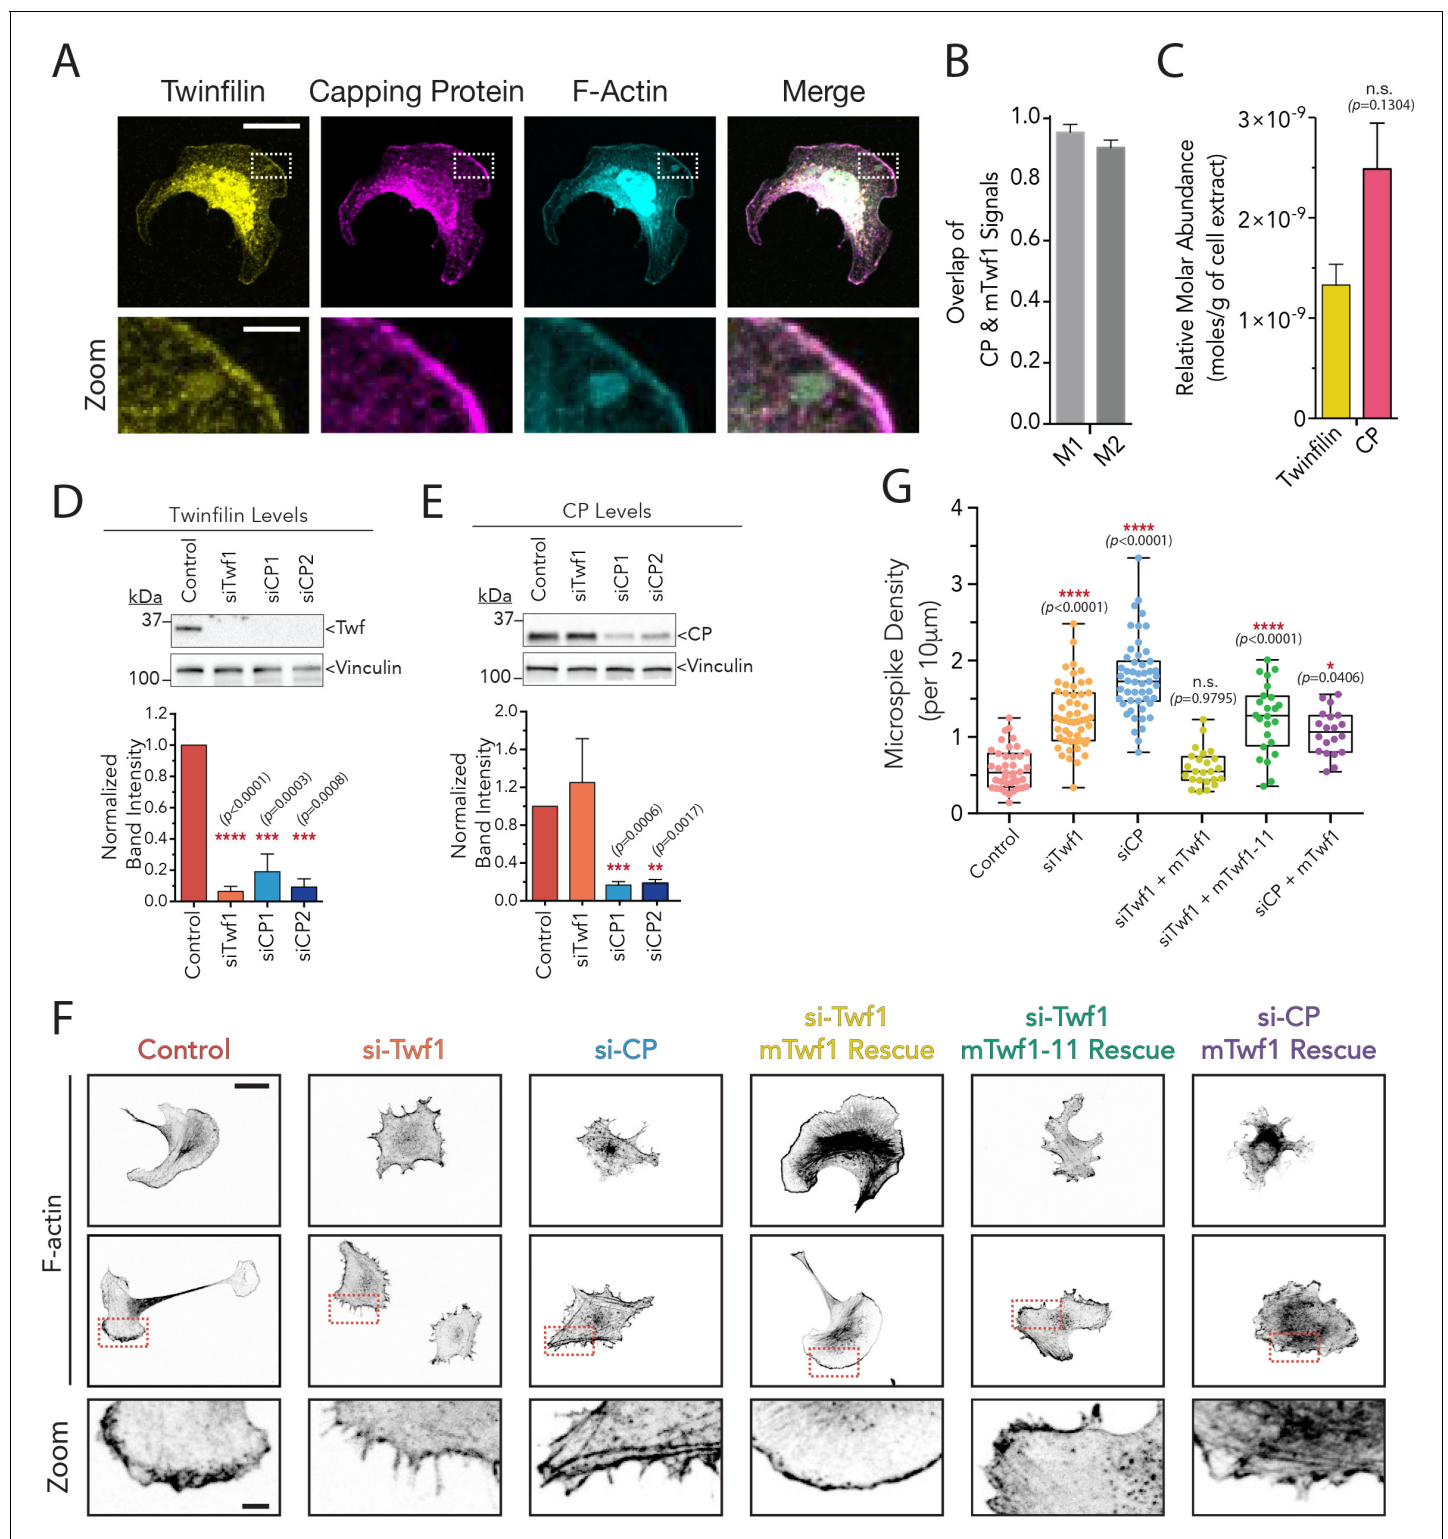 A
Twinfilin
Capping Protein
F-Actin
Merge
Zoom
B
Overlap of
CP & mTwf1 Signals
1.0
0.8
0.6
0.4
0.2
0.0
M1
M2
C
n.s.
(p=0.1304)
Relative Molar Abundance
(moles/g of cell extract)
3×10-9
2×10-9
1×10-9
0
Twinfilin
CP
D
Twinfilin Levels
Control
siTwf1
siCP1
siCP2
kDa
37
<Twf
100
<Vinculin
Normalized
Band Intensity
1.2
1.0
0.8
0.6
0.4
0.2
0.0
(p<0.0001)
(p=0.0003)
(p=0.0008)
****
***
***
Control
siTwf1
siCP1
siCP2
E
CP Levels
Control
siTwf1
siCP1
siCP2
kDa
37
<CP
100
<Vinculin
Normalized
Band Intensity
2.0
1.6
1.2
0.8
0.4
0.0
(p=0.0006)
(p=0.0017)
***
**
Control
siTwf1
siCP1
siCP2
G
Microspike Density
(per 10μm)
4
3
2
1
0
****
(p<0.0001)
****
(p<0.0001)
n.s.
(p=0.9795)
****
(p<0.0001)
*
(p=0.0406)
Control
siTwf1
siCP
siTwf1 + mTwf1
siTwf1 + mTwf1-11
siCP + mTwf1
F
Control
si-Twf1
si-CP
si-Twf1
mTwf1 Rescue
si-Twf1
mTwf1-11 Rescue
si-CP
mTwf1 Rescue
F-actin
Zoom